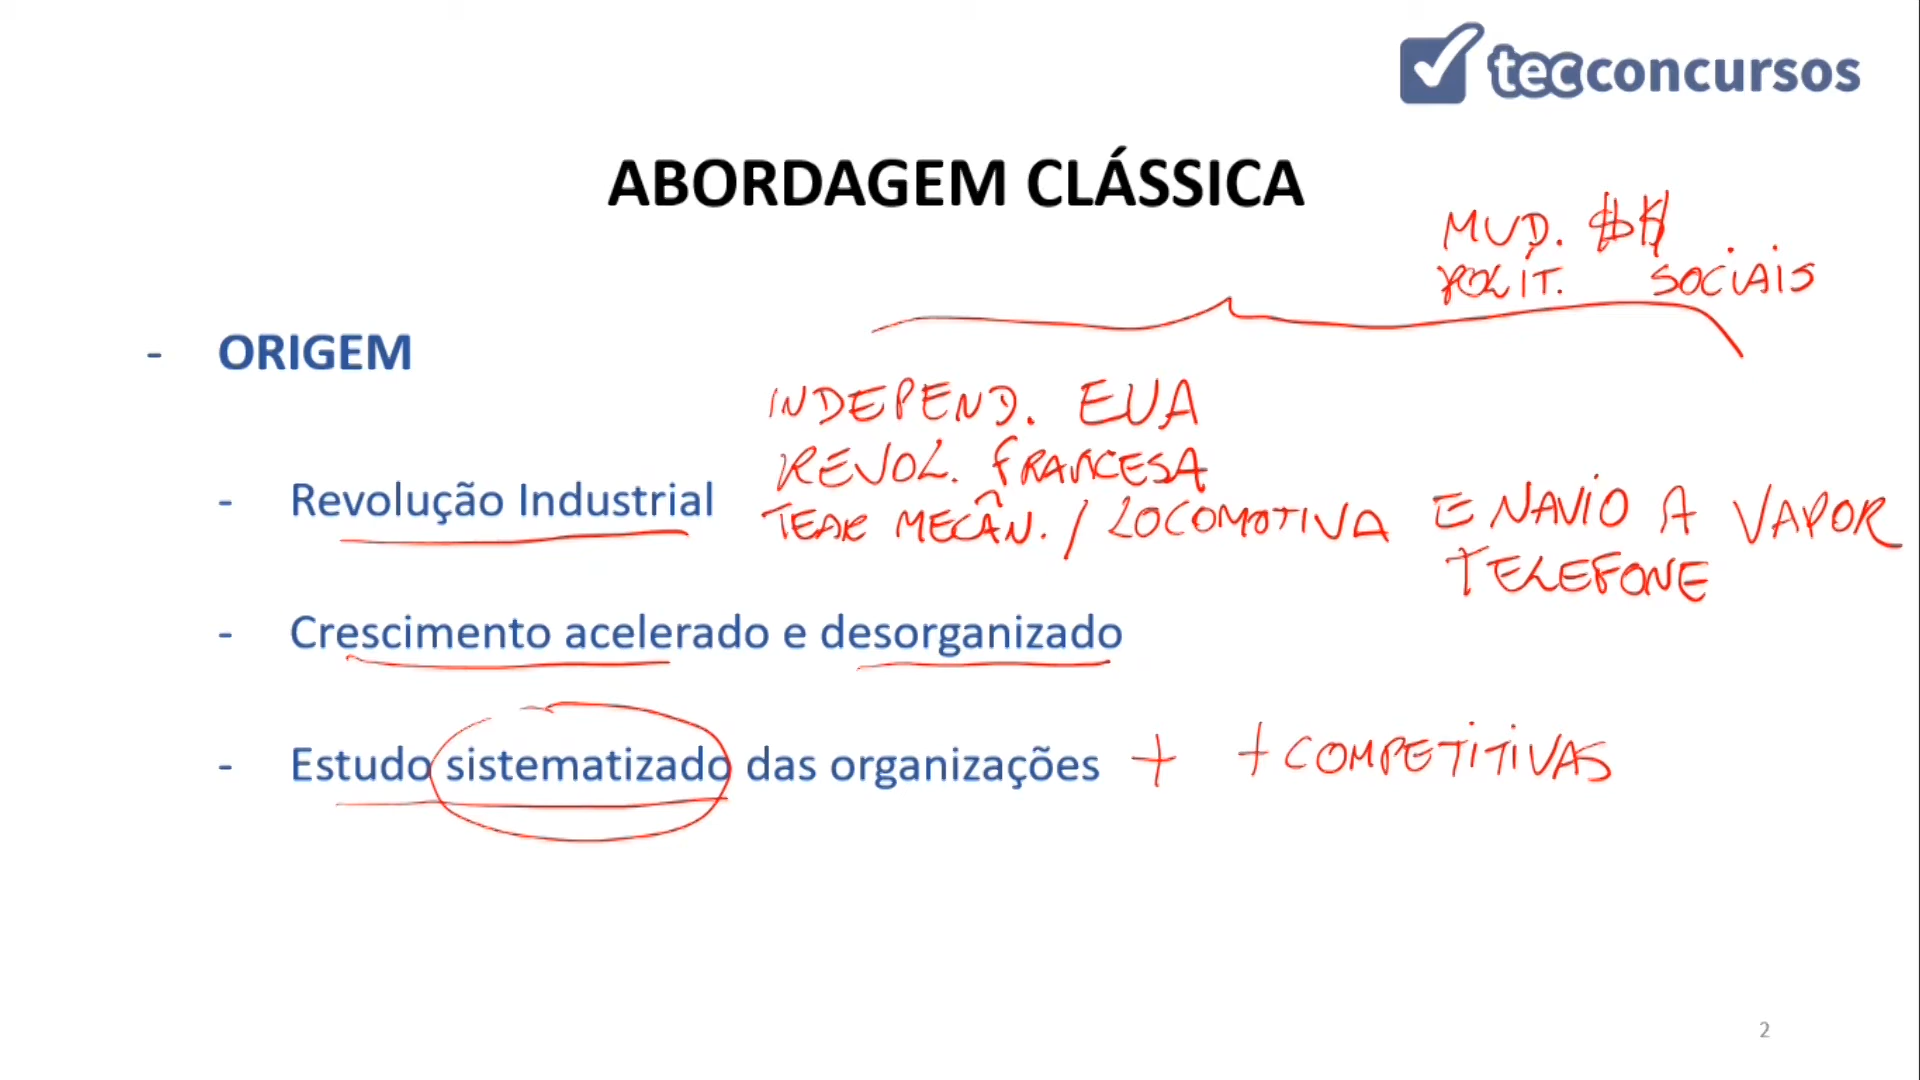 tecconcursos
ABORDAGEM CLÁSSICA
MUD. $$
POLÍT. SOCIAIS
- ORIGEM
INDEPEND. EUA
REVOL. FRANCESA
- Revolução Industrial
TEAR MECÂN. / LOCOMOTIVA E NAVIO A VAPOR
TELEFONE
- Crescimento acelerado e desorganizado
- Estudo sistematizado das organizações + + COMPETITIVAS
2